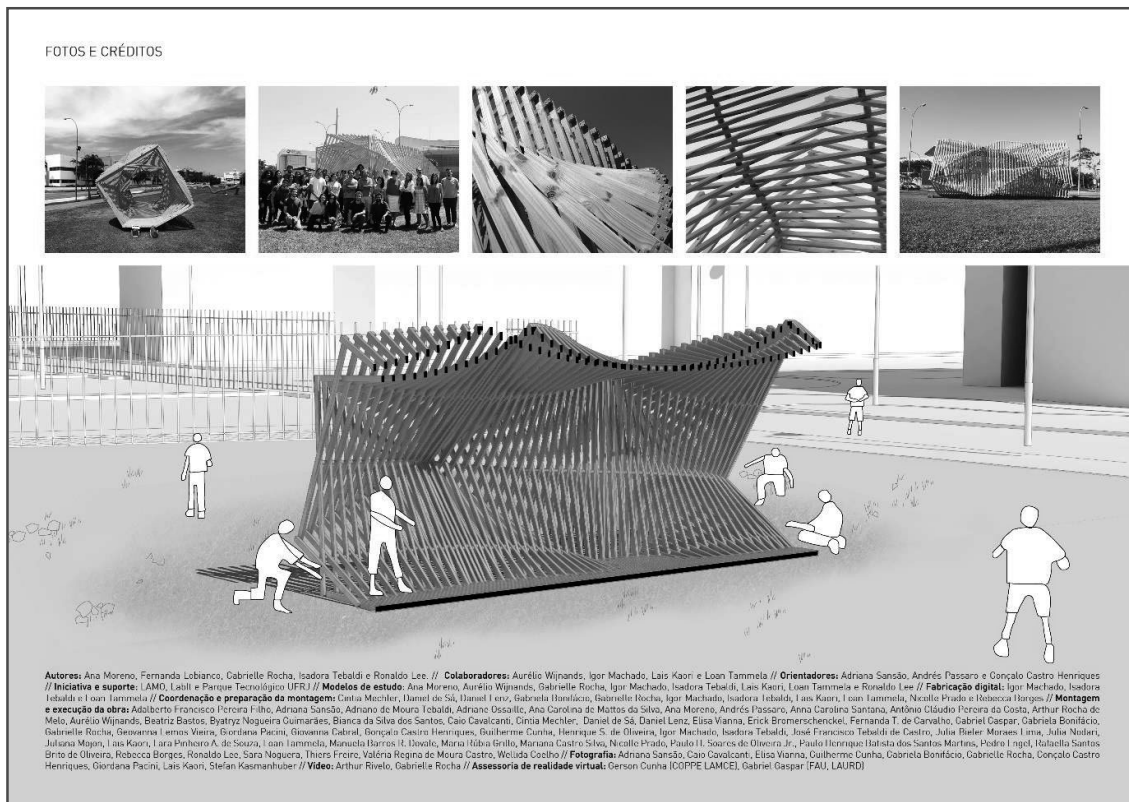 FOTOS E CRÉDITOS
Autores: Ana Moreno, Fernanda Lobianco, Gabrielle Rocha, Isadora Tebaldi e Ronaldo Lee. // Colaboradores: Aurélio Wijnands, Igor Machado, Lais Kaori e Loan Tammela // Orientadores: Adriana Sansão, Andrés Passaro e Gonçalo Castro Henriques
// Iniciativa e suporte: LAMO, LabIt e Parque Tecnológico UFRJ // Modelos de estudo: Ana Moreno, Aurélio Wijnands, Gabrielle Rocha, Igor Machado, Isadora Tebaldi, Lais Kaori, Loan Tammela e Ronaldo Lee // Fabricação digital: Igor Machado, Isadora
Tebaldi e Loan Tammela // Coordenação e preparação da montagem: Cintia Mechler, Daniel de Sá, Daniel Lenz, Gabriela Bonifácio, Gabrielle Rocha, Igor Machado, Isadora Tebaldi, Lais Kaori, Loan Tammela, Nicolle Prado e Rebecca Borges // Montagem
e execução da obra: Adalberto Francisco Pereira Filho, Adriana Sansão, Adriano de Moura Tebaldi, Adriane Ossaille, Ana Carolina de Mattos da Silva, Ana Moreno, Andrés Passaro, Anna Carolina Santana, Antônio Cláudio Pereira da Costa, Arthur Rocha de
Melo, Aurélio Wijnands, Beatriz Bastos, Byatryz Nogueira Guimarães, Bianca da Silva dos Santos, Caio Cavalcanti, Cintia Mechler, Daniel de Sá, Daniel Lenz, Elisa Vianna, Erick Bromerschenckel, Fernanda T. de Carvalho, Gabriel Gaspar, Gabriela Bonifácio,
Gabrielle Rocha, Geovanna Lemos Vieira, Giordana Pacini, Giovanna Cabral, Gonçalo Castro Henriques, Guilherme Cunha, Henrique S. de Oliveira, Igor Machado, Isadora Tebaldi, José Francisco Tebaldi de Castro, Julia Biefer Moraes Lima, Julia Nodari,
Juliana Mojon, Lais Kaori, Lara Pinheiro A. de Souza, Loan Tammela, Manuela Barros R. Dovale, Maria Rúbia Grillo, Mariana Castro Silva, Nicolle Prado, Paulo H. Soares de Oliveira Jr., Paulo Henrique Batista dos Santos Martins, Pedro Engel, Rafaella Santos
Brito de Oliveira, Rebecca Borges, Ronaldo Lee, Sara Noguera, Thiers Freire, Valéria Regina de Moura Castro, Wellida Coelho // Fotografia: Adriana Sansão, Caio Cavalcanti, Elisa Vianna, Guilherme Cunha, Gabriela Bonifácio, Gabrielle Rocha, Gonçalo Castro
Henriques, Giordana Pacini, Lais Kaori, Stefan Kasmanhuber // Vídeo: Arthur Rivelo, Gabrielle Rocha // Assessoria de realidade virtual: Gerson Cunha [COPPE LAMCE], Gabriel Gaspar [FAU, LAURD]